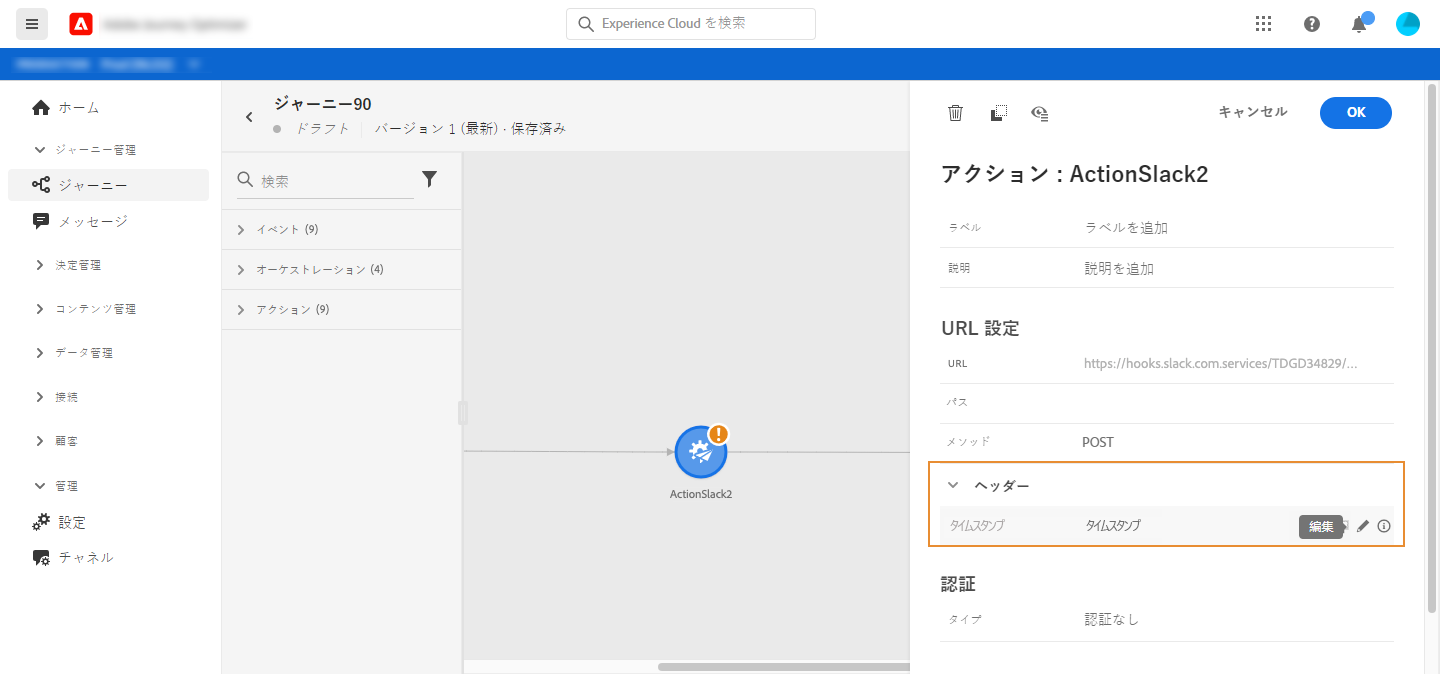 Experience Cloud を検索
ホーム
ジャーニー管理
ジャーニー
メッセージ
決定管理
コンテンツ管理
データ管理
接続
顧客
管理
設定
チャネル
ジャーニー90
ドラフト
バージョン 1 (最新) · 保存済み
検索
イベント (9)
オーケストレーション (4)
アクション (9)
ActionSlack2
キャンセル
OK
アクション : ActionSlack2
ラベル ラベルを追加
説明 説明を追加
URL 設定
URL https://hooks.slack.com.services/TDGD34829/...
パス
メソッド POST
ヘッダー
タイムスタンプ タイムスタンプ 編集
認証
タイプ 認証なし